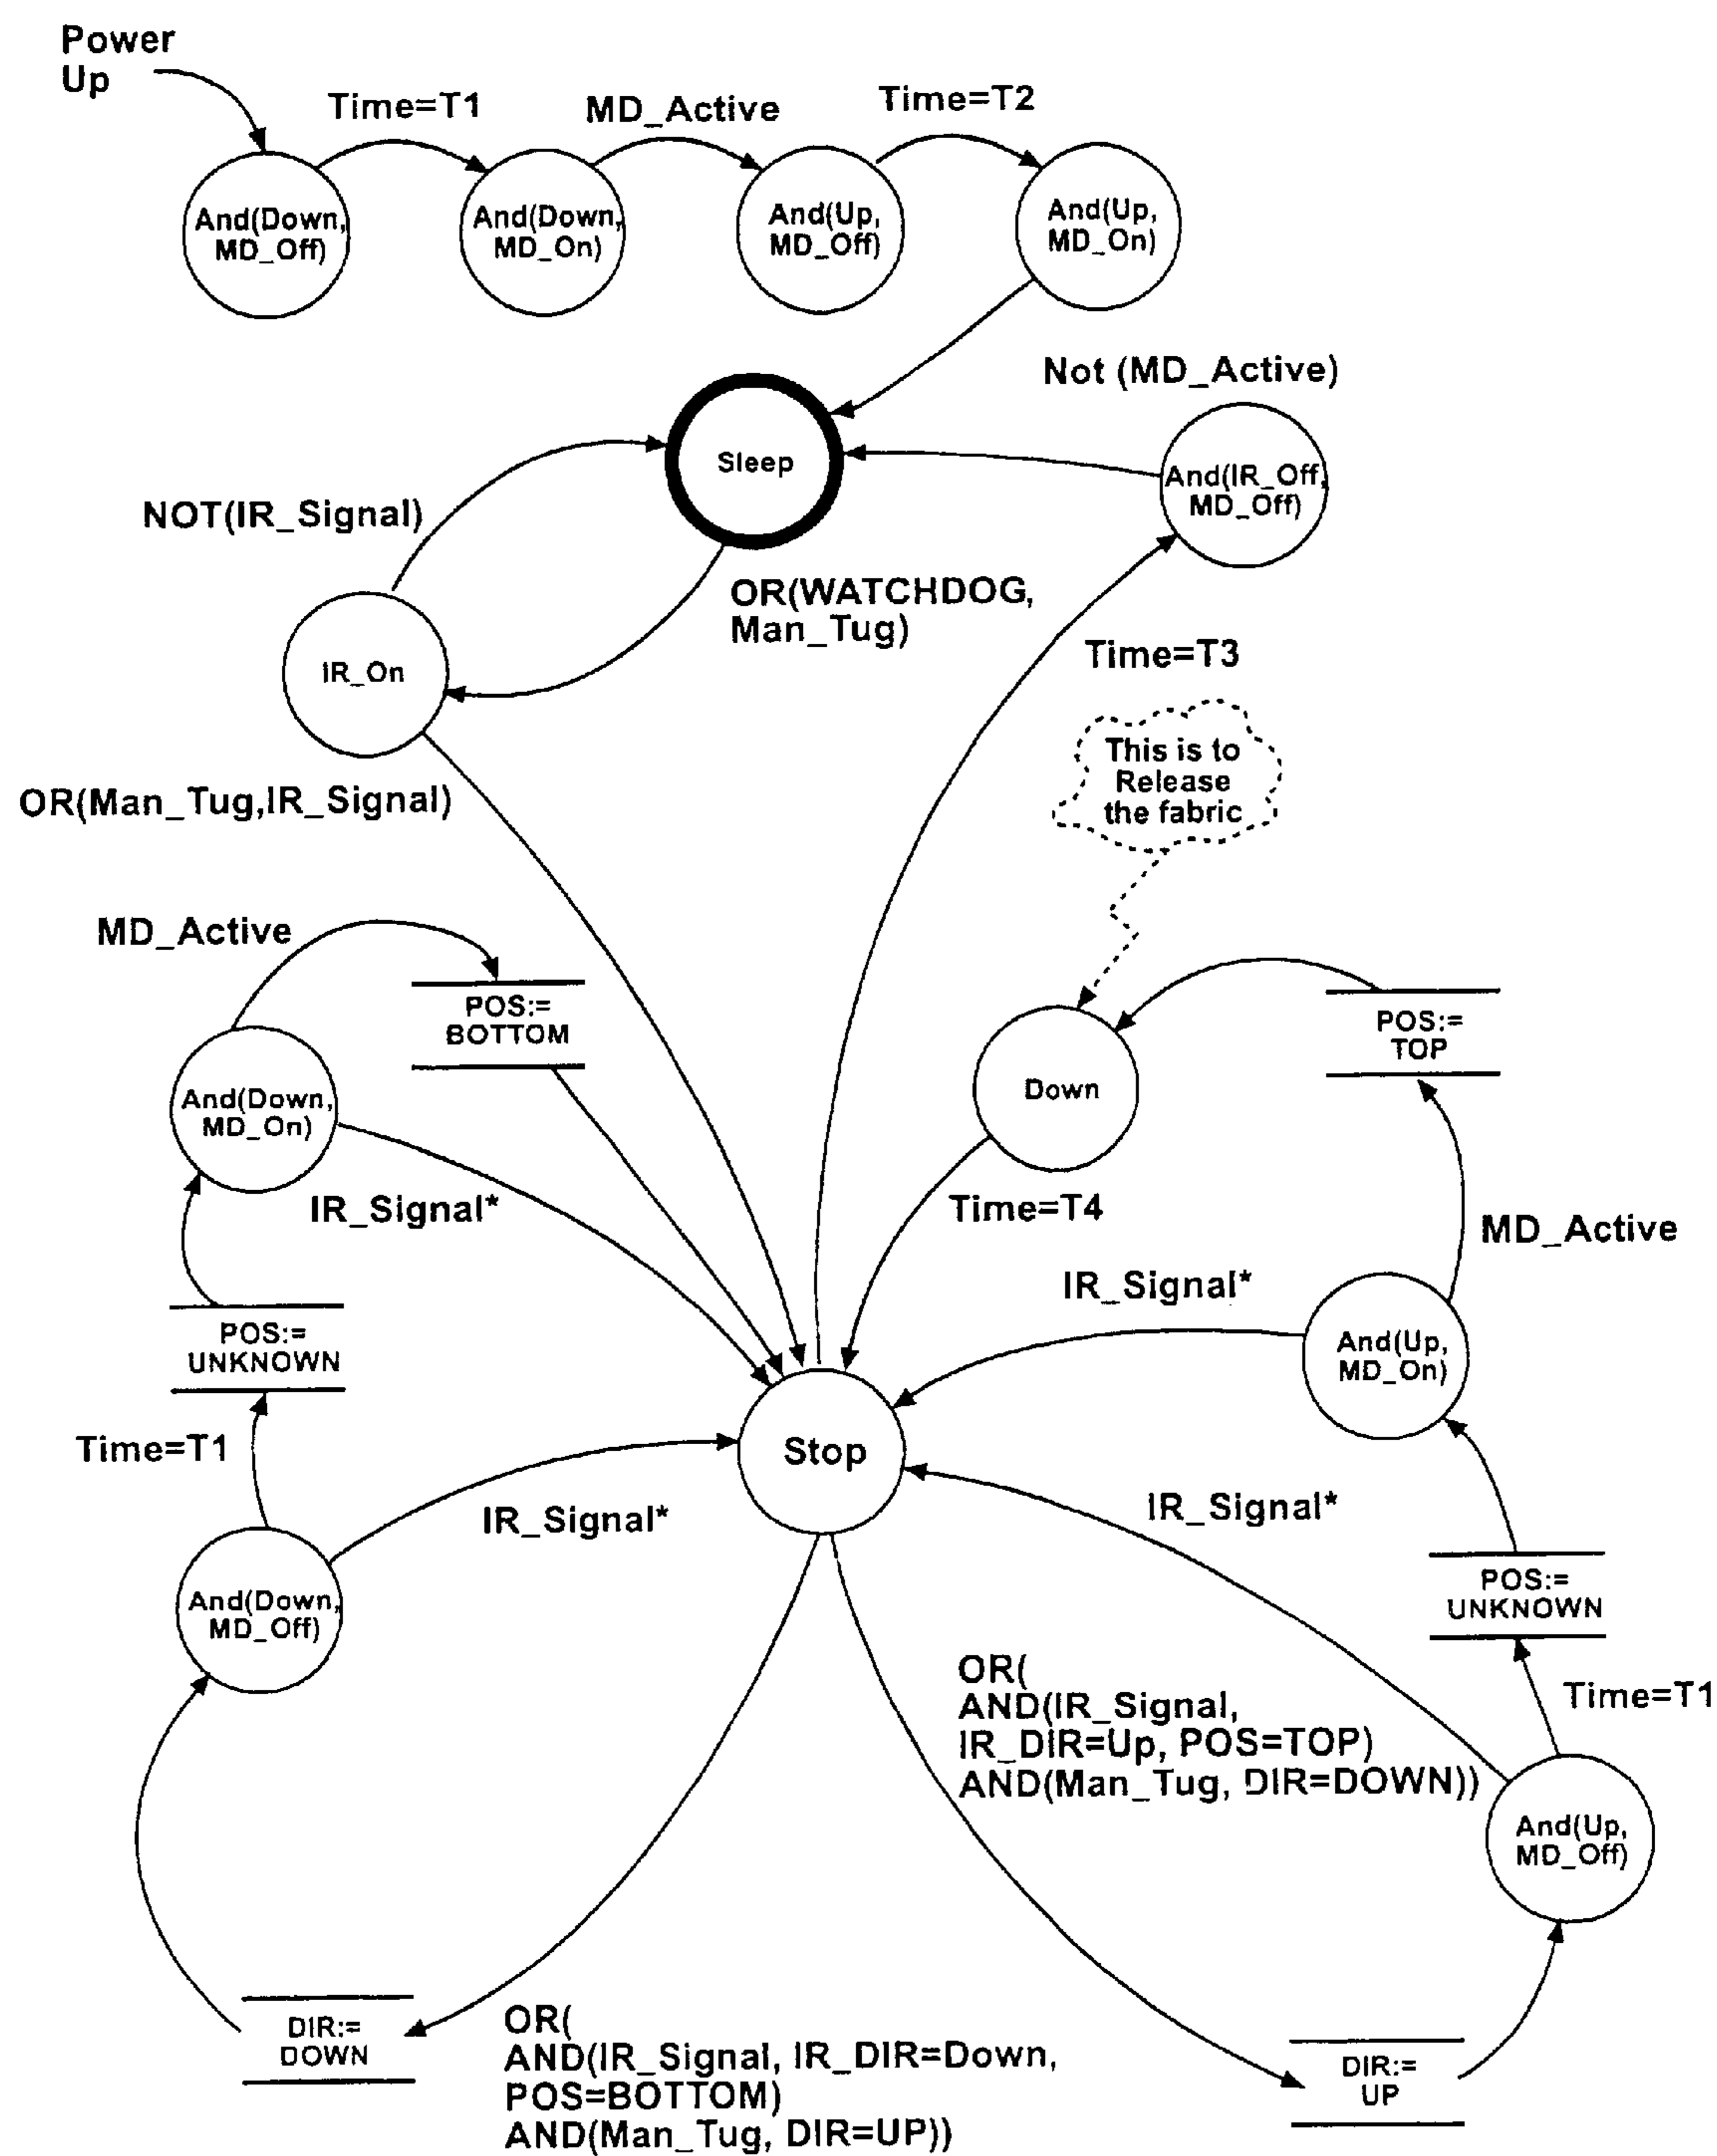 Power
Up
Time=T1
MD_Active
Time=T2
And(Down,
MD_Off)
And(Down,
MD_On)
And(Up,
MD_Off)
And(Up,
MD_On)
Not (MD_Active)
Sleep
And(IR_Off,
MD_Off)
NOT(IR_Signal)
OR(WATCHDOG,
Man_Tug)
IR_On
Time=T3
This is to
Release
the fabric
OR(Man_Tug,IR_Signal)
MD_Active
POS:=
BOTTOM
POS:=
TOP
Down
And(Down,
MD_On)
IR_Signal*
Time=T4
MD_Active
IR_Signal*
POS:=
UNKNOWN
And(Up,
MD_On)
Time=T1
Stop
IR_Signal*
IR_Signal*
POS:=
UNKNOWN
And(Down,
MD_Off)
OR(
AND(IR_Signal,
IR_DIR=Up, POS=TOP)
AND(Man_Tug, DIR=DOWN))
Time=T1
And(Up,
MD_Off)
DIR:=
DOWN
OR(
AND(IR_Signal, IR_DIR=Down,
POS=BOTTOM)
AND(Man_Tug, DIR=UP))
DIR:=
UP